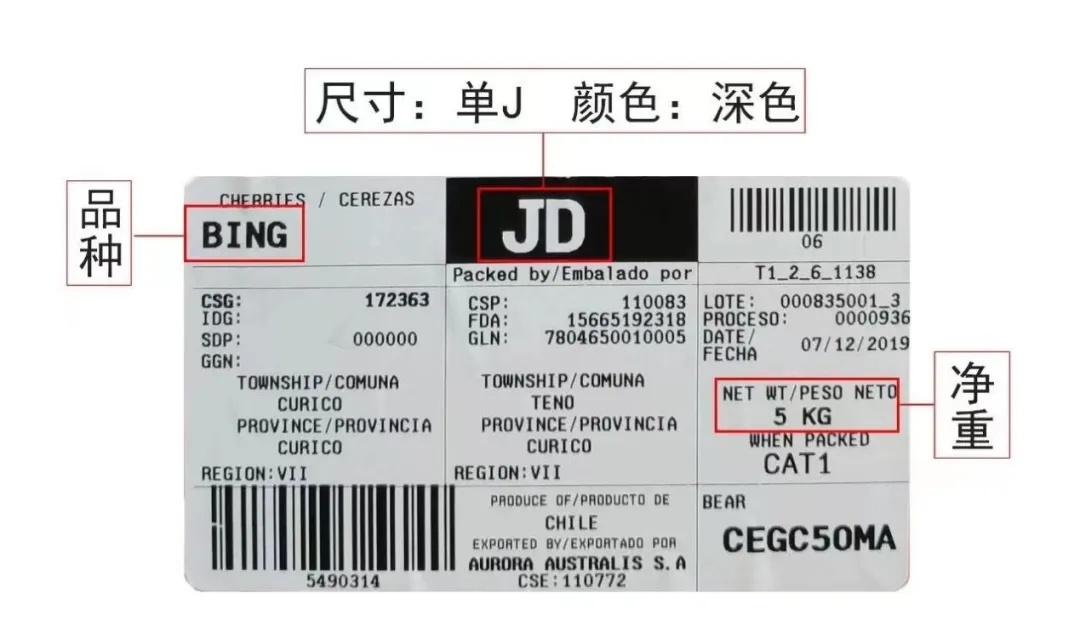 尺寸：单J 颜色：深色
品种
CHERRIES / CEREZAS
BING
JD
06
Packed by/Embalado por
T1_2_6_1138
CSG: 172363
IDG:
SDP: 000000
GGN:
TOWNSHIP/COMUNA
CURICO
PROVINCE/PROVINCIA
CURICO
REGION:VII
CSP: 110083
FDA: 15665192318
GLN: 7804650010005
TOWNSHIP/COMUNA
TENO
PROVINCE/PROVINCIA
CURICO
REGION:VII
LOTE: 000835001_3
PROCESO: 0000936
DATE/
FECHA 07/12/2019
NET WT/PESO NETO
5 KG
净重
WHEN PACKED
CAT1
5490314
PRODUCE OF/PRODUCTO DE
CHILE
EXPORTED BY/EXPORTADO POR
AURORA AUSTRALIS S.A
CSE:110772
BEAR
CEGC50MA